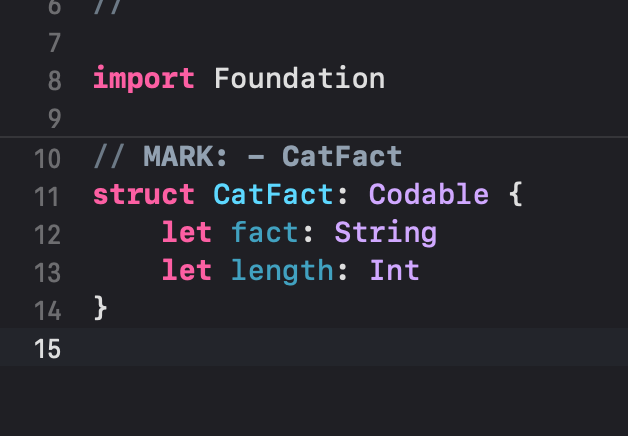 6 //
7
8 import Foundation
9
10 // MARK: - CatFact
11 struct CatFact: Codable {
12     let fact: String
13     let length: Int
14 }
15